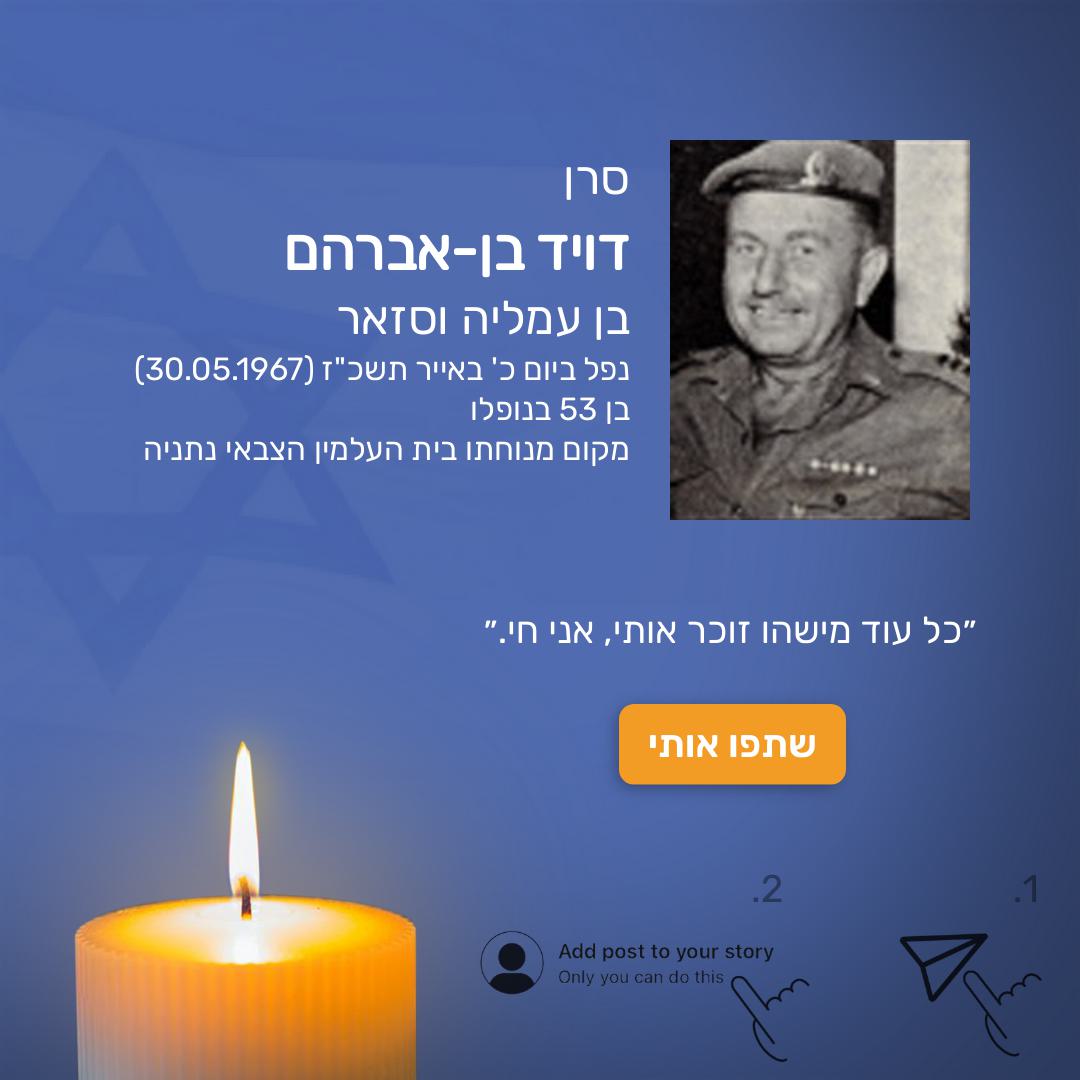 סרן
דויד בן-אברהם
בן עמליה וסזאר
נפל ביום כ' באייר תשכ"ז (30.05.1967)
בן 53 בנופלו
מקום מנוחתו בית העלמין הצבאי נתניה
״כל עוד מישהו זוכר אותי, אני חי.״
שתפו אותי
1.
2.
Add post to your story
Only you can do this